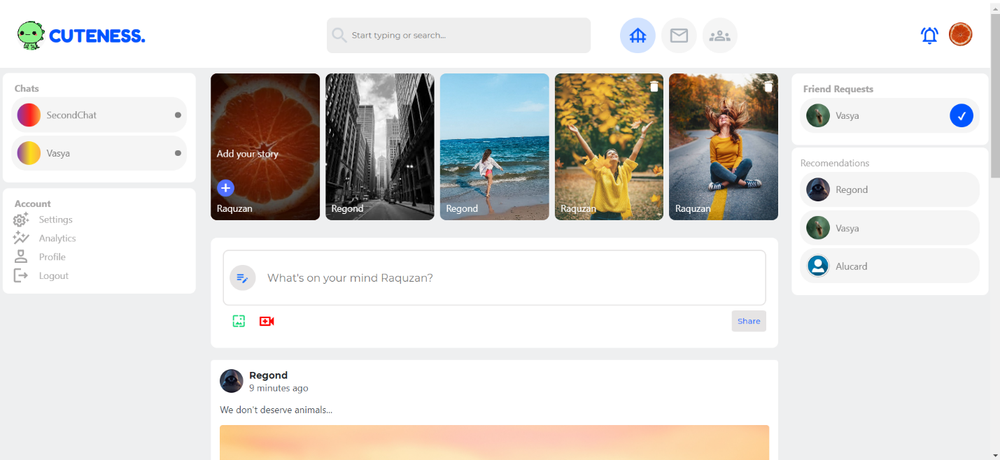 CUTENESS.
Start typing or search...
Chats
SecondChat
Vasya
Account
Settings
Analytics
Profile
Logout
Add your story
Raquzan
Regond
Regond
Raquzan
Raquzan
What's on your mind Raquzan?
Share
Regond
9 minutes ago
We don't deserve animals...
Friend Requests
Vasya
Recomendations
Regond
Vasya
Alucard